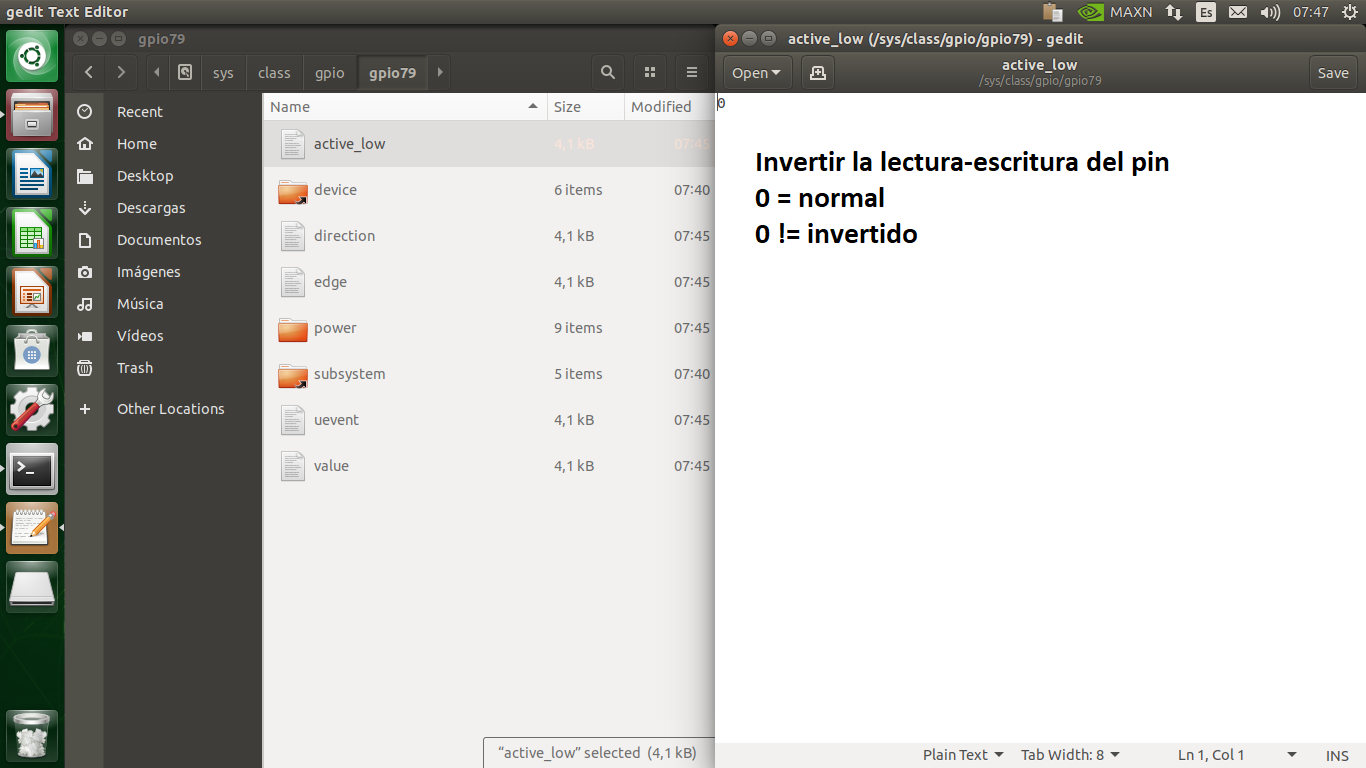 gedit Text Editor
MAXN Es 07:47
gpio79
sys class gpio gpio79
Recent
Home
Desktop
Descargas
Documentos
Imágenes
Música
Vídeos
Trash
Other Locations
Name Size Modified
active_low 4,1 kB 07:45
device 6 items 07:40
direction 4,1 kB 07:45
edge 4,1 kB 07:45
power 9 items 07:45
subsystem 5 items 07:40
uevent 4,1 kB 07:45
value 4,1 kB 07:45
“active_low” selected (4,1 kB)
active_low (/sys/class/gpio/gpio79) - gedit
Open active_low Save
/sys/class/gpio/gpio79
0
Invertir la lectura-escritura del pin
0 = normal
0 != invertido
Plain Text Tab Width: 8 Ln 1, Col 1 INS